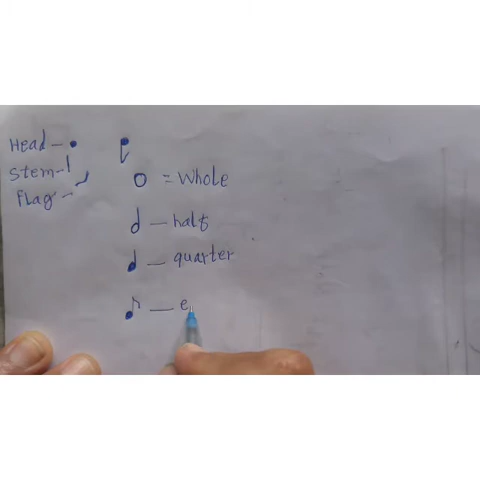 Head -
Stem -
flag -
= Whole
- half
- quarter
- e